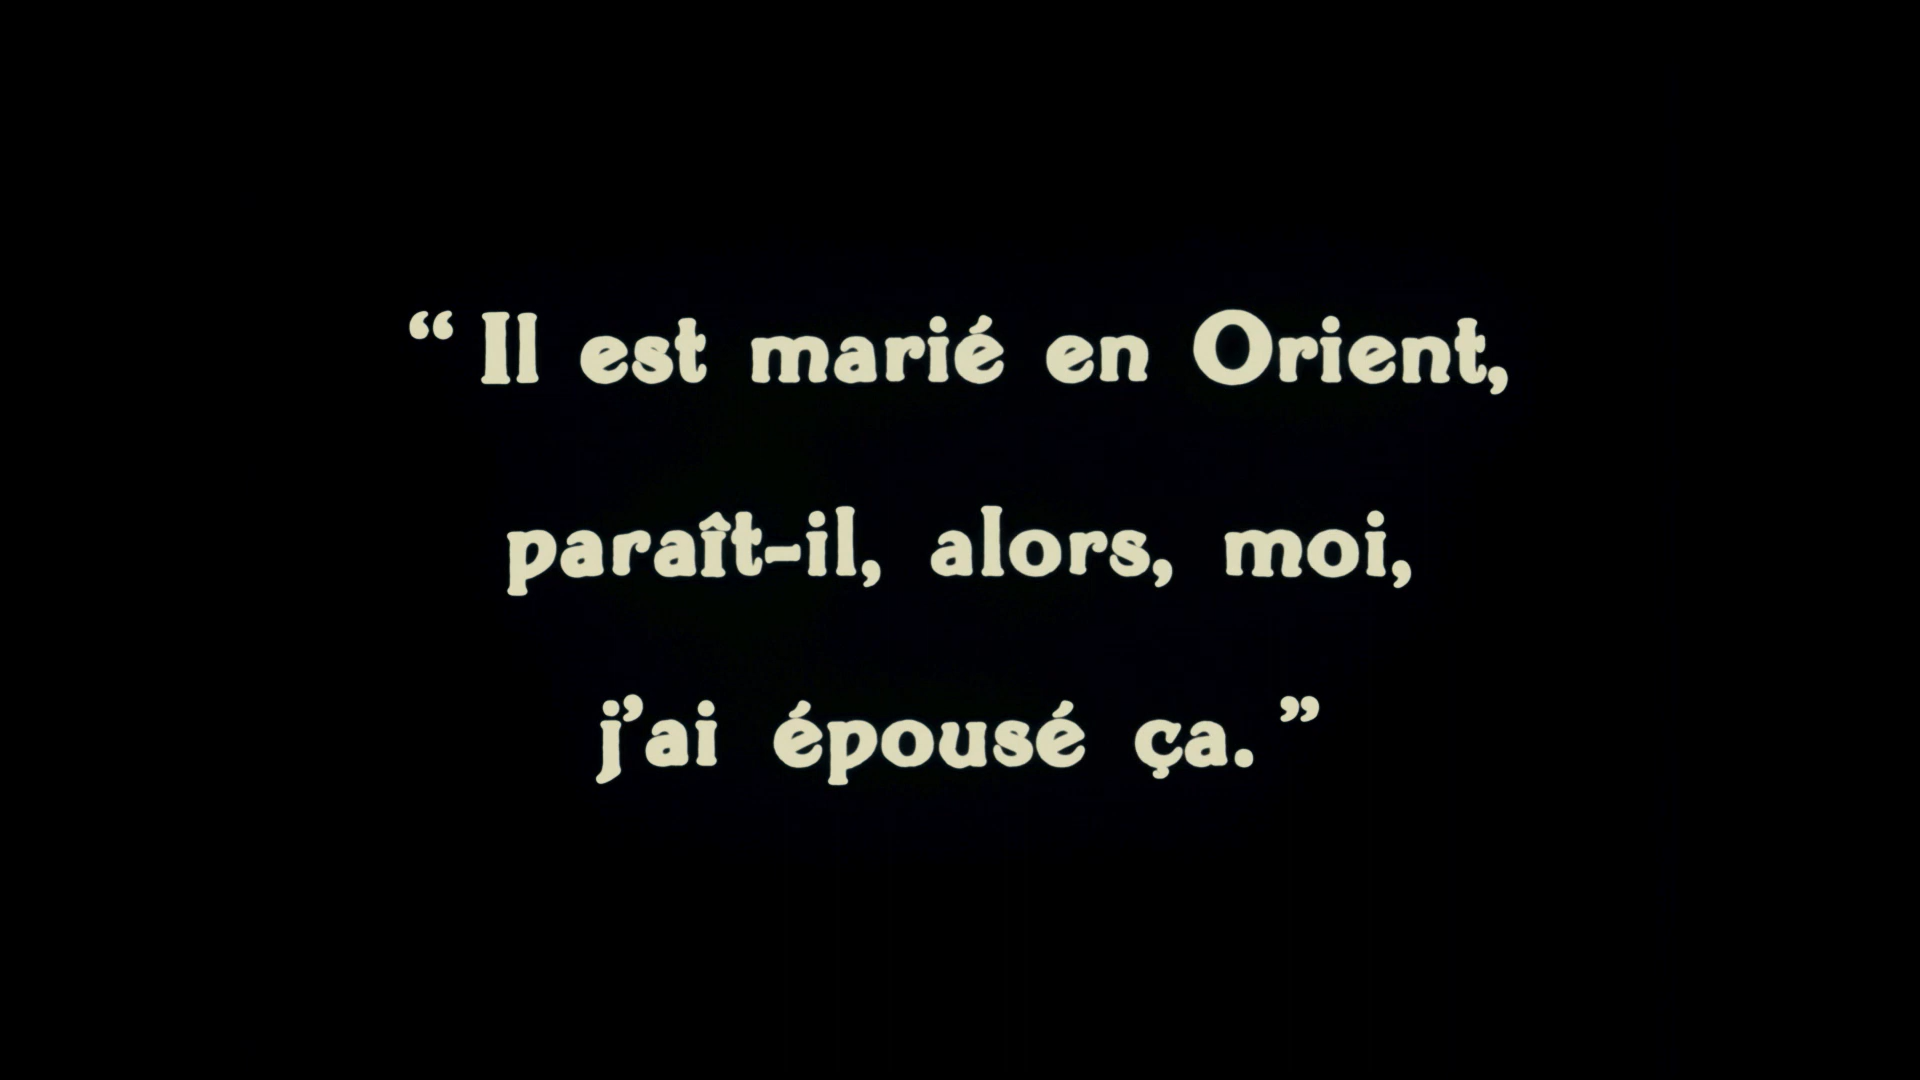 “ Il est marié en Orient,
paraît-il, alors, moi,
j’ai épousé ça. ”